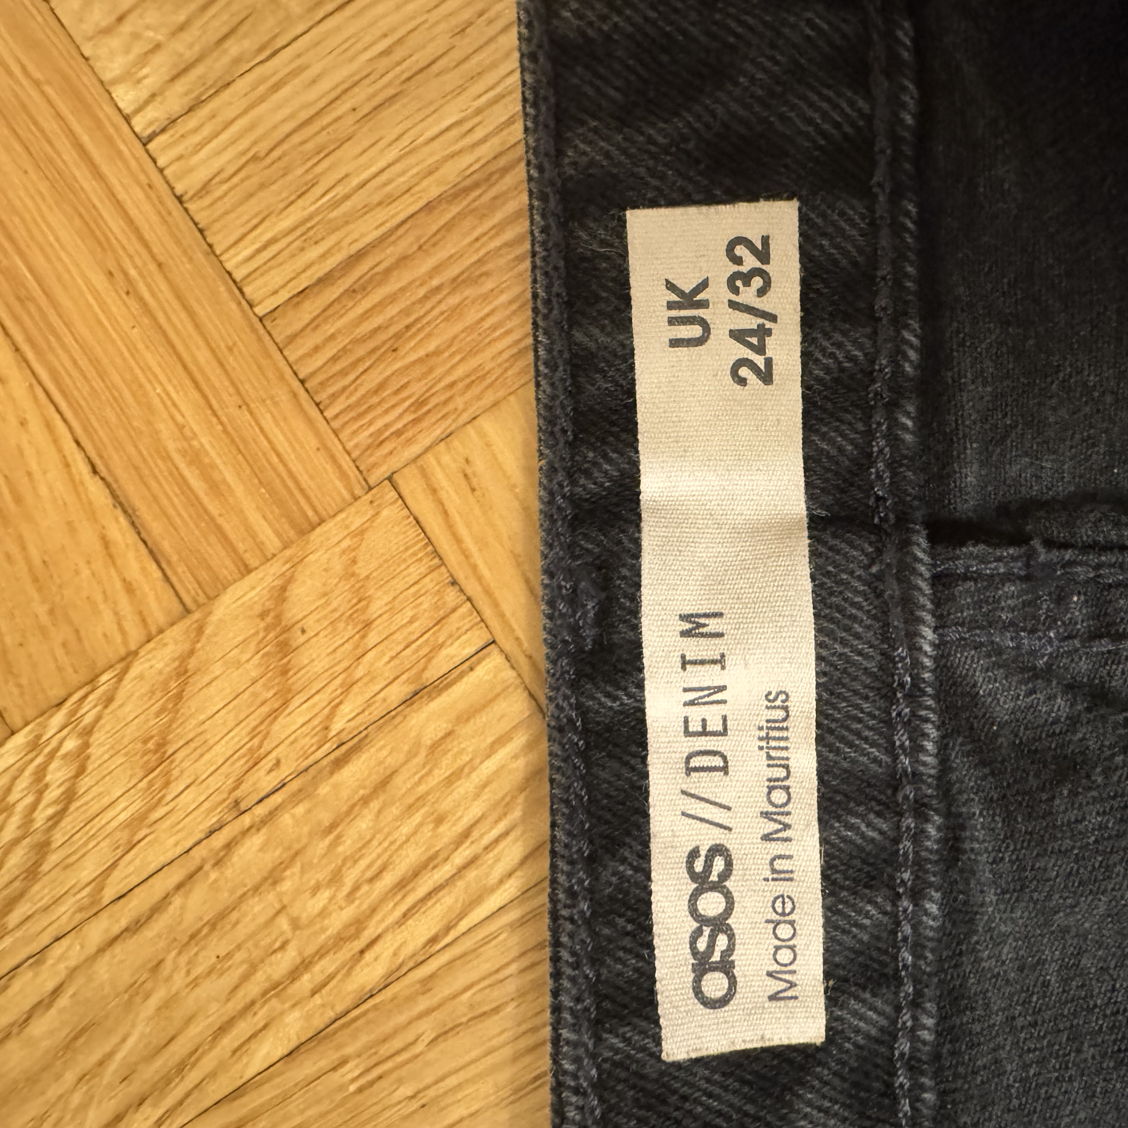 asos//DENIM
Made in Mauritius
UK
24/32